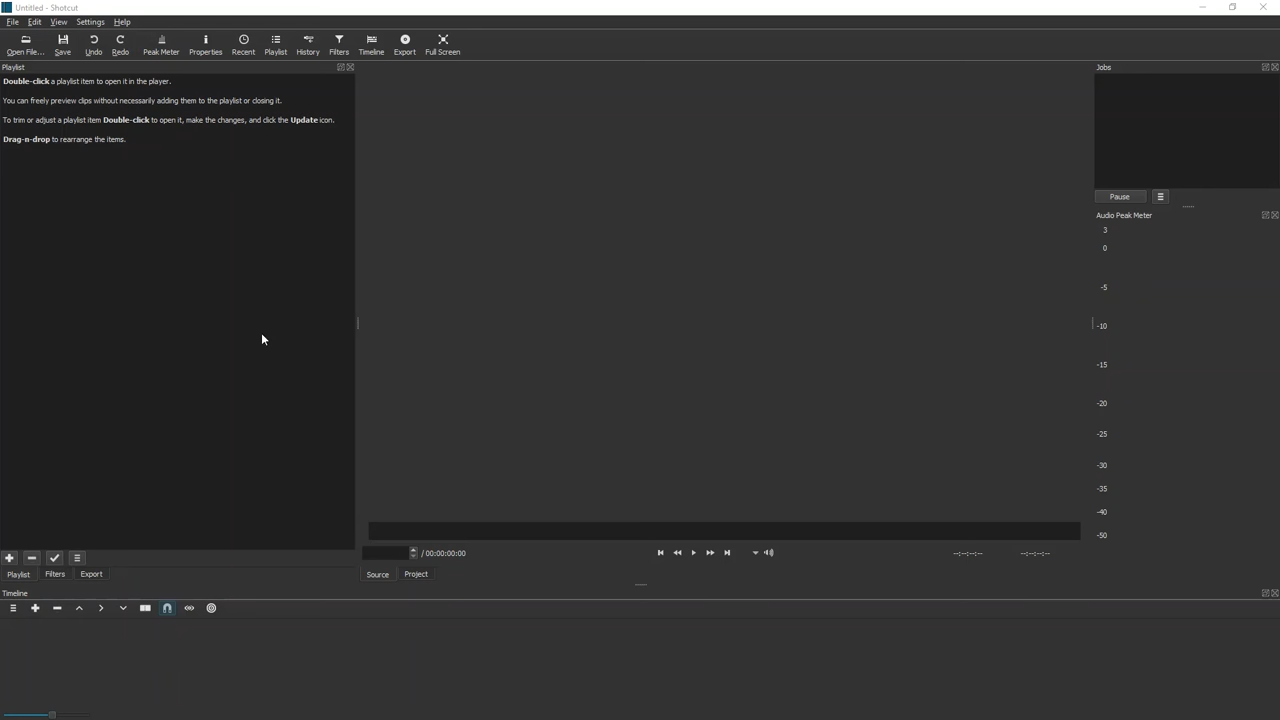 Untitled - Shotcut
File Edit View Settings Help
Open File... Save Undo Redo Peak Meter Properties Recent Playlist History Filters Timeline Export Full Screen
Playlist
Double-click a playlist item to open it in the player.
You can freely preview clips without necessarily adding them to the playlist or closing it.
To trim or adjust a playlist item Double-click to open it, make the changes, and click the Update icon.
Drag-n-drop to rearrange the items.
Playlist Filters Export
/ 00:00:00:00
--:--:--:-- --:--:--:--
Source Project
Jobs
Pause
Audio Peak Meter
3
0
-5
-10
-15
-20
-25
-30
-35
-40
-50
Timeline